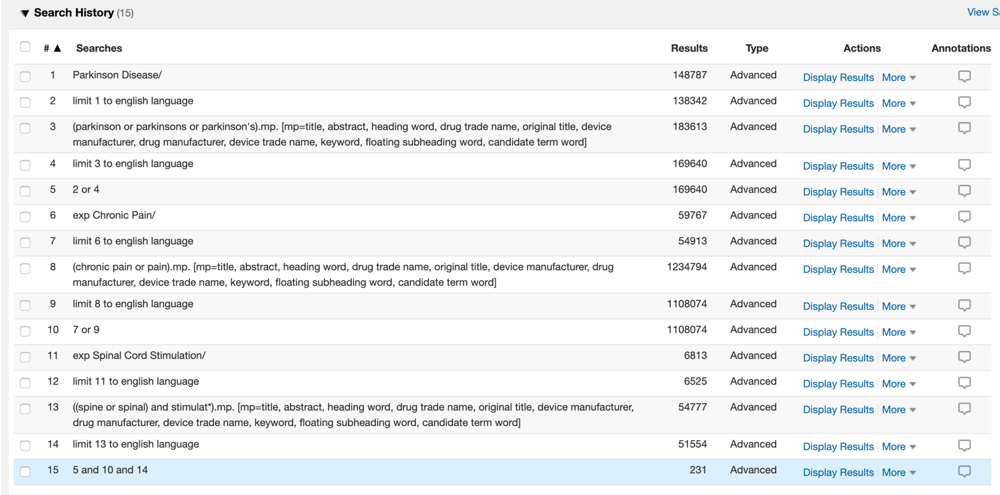 ▼ Search History (15)
View Sa
# ▲ Searches Results Type Actions Annotations
1 Parkinson Disease/ 148787 Advanced Display Results More
2 limit 1 to english language 138342 Advanced Display Results More
3 (parkinson or parkinsons or parkinson's).mp. [mp=title, abstract, heading word, drug trade name, original title, device 183613 Advanced Display Results More
manufacturer, drug manufacturer, device trade name, keyword, floating subheading word, candidate term word]
4 limit 3 to english language 169640 Advanced Display Results More
5 2 or 4 169640 Advanced Display Results More
6 exp Chronic Pain/ 59767 Advanced Display Results More
7 limit 6 to english language 54913 Advanced Display Results More
8 (chronic pain or pain).mp. [mp=title, abstract, heading word, drug trade name, original title, device manufacturer, drug 1234794 Advanced Display Results More
manufacturer, device trade name, keyword, floating subheading word, candidate term word]
9 limit 8 to english language 1108074 Advanced Display Results More
10 7 or 9 1108074 Advanced Display Results More
11 exp Spinal Cord Stimulation/ 6813 Advanced Display Results More
12 limit 11 to english language 6525 Advanced Display Results More
13 ((spine or spinal) and stimulat*).mp. [mp=title, abstract, heading word, drug trade name, original title, device manufacturer, 54777 Advanced Display Results More
drug manufacturer, device trade name, keyword, floating subheading word, candidate term word]
14 limit 13 to english language 51554 Advanced Display Results More
15 5 and 10 and 14 231 Advanced Display Results More